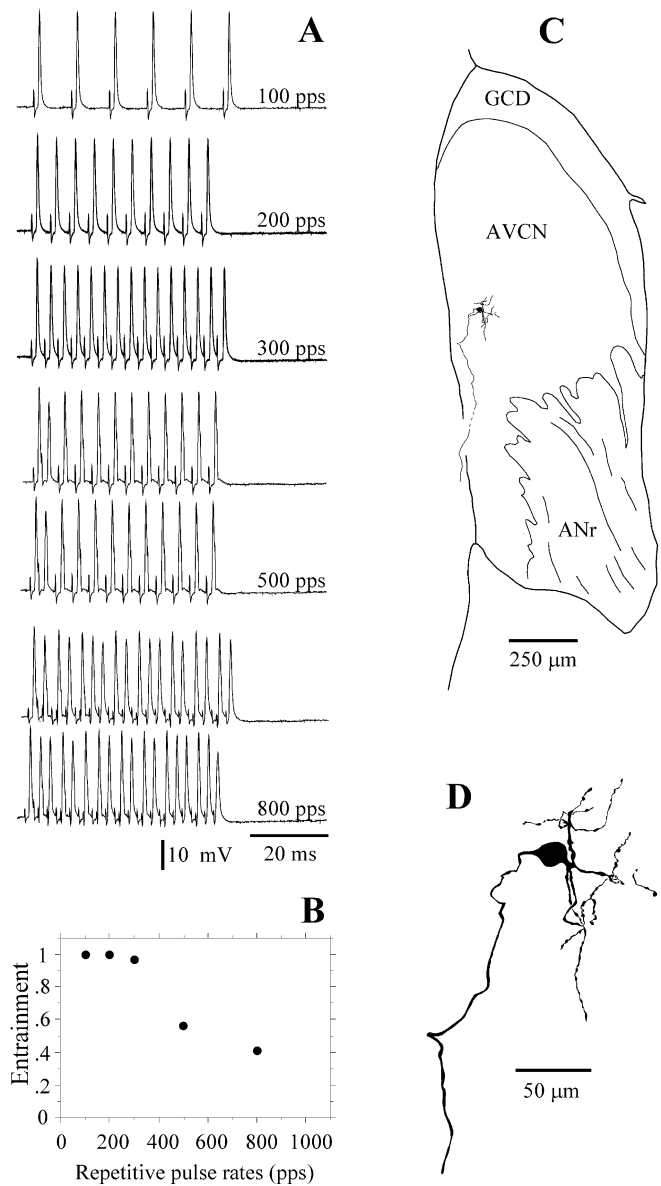 A
100 pps
200 pps
300 pps
500 pps
800 pps
10 mV
20 ms
B
1
.8
.6
.4
.2
0
Entrainment
0 200 400 600 800 1000
Repetitive pulse rates (pps)
C
GCD
AVCN
ANr
250 μm
D
50 μm